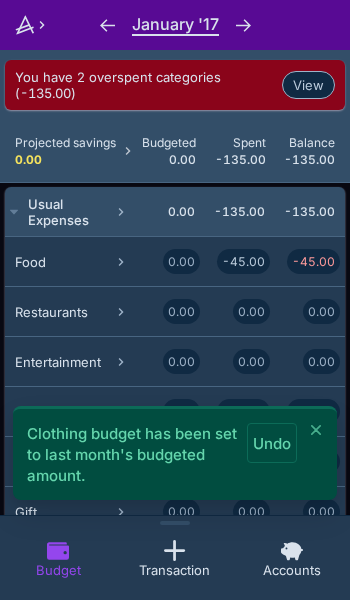 January '17
You have 2 overspent categories
(-135.00)
View
Projected savings Budgeted Spent Balance
0.00 0.00 -135.00 -135.00
Usual
Expenses
0.00 -135.00 -135.00
Food 0.00 -45.00 -45.00
Restaurants 0.00 0.00 0.00
Entertainment 0.00 0.00 0.00
Clothing budget has been set
to last month's budgeted
amount.
Undo
Gift 0.00 0.00 0.00
Budget Transaction Accounts